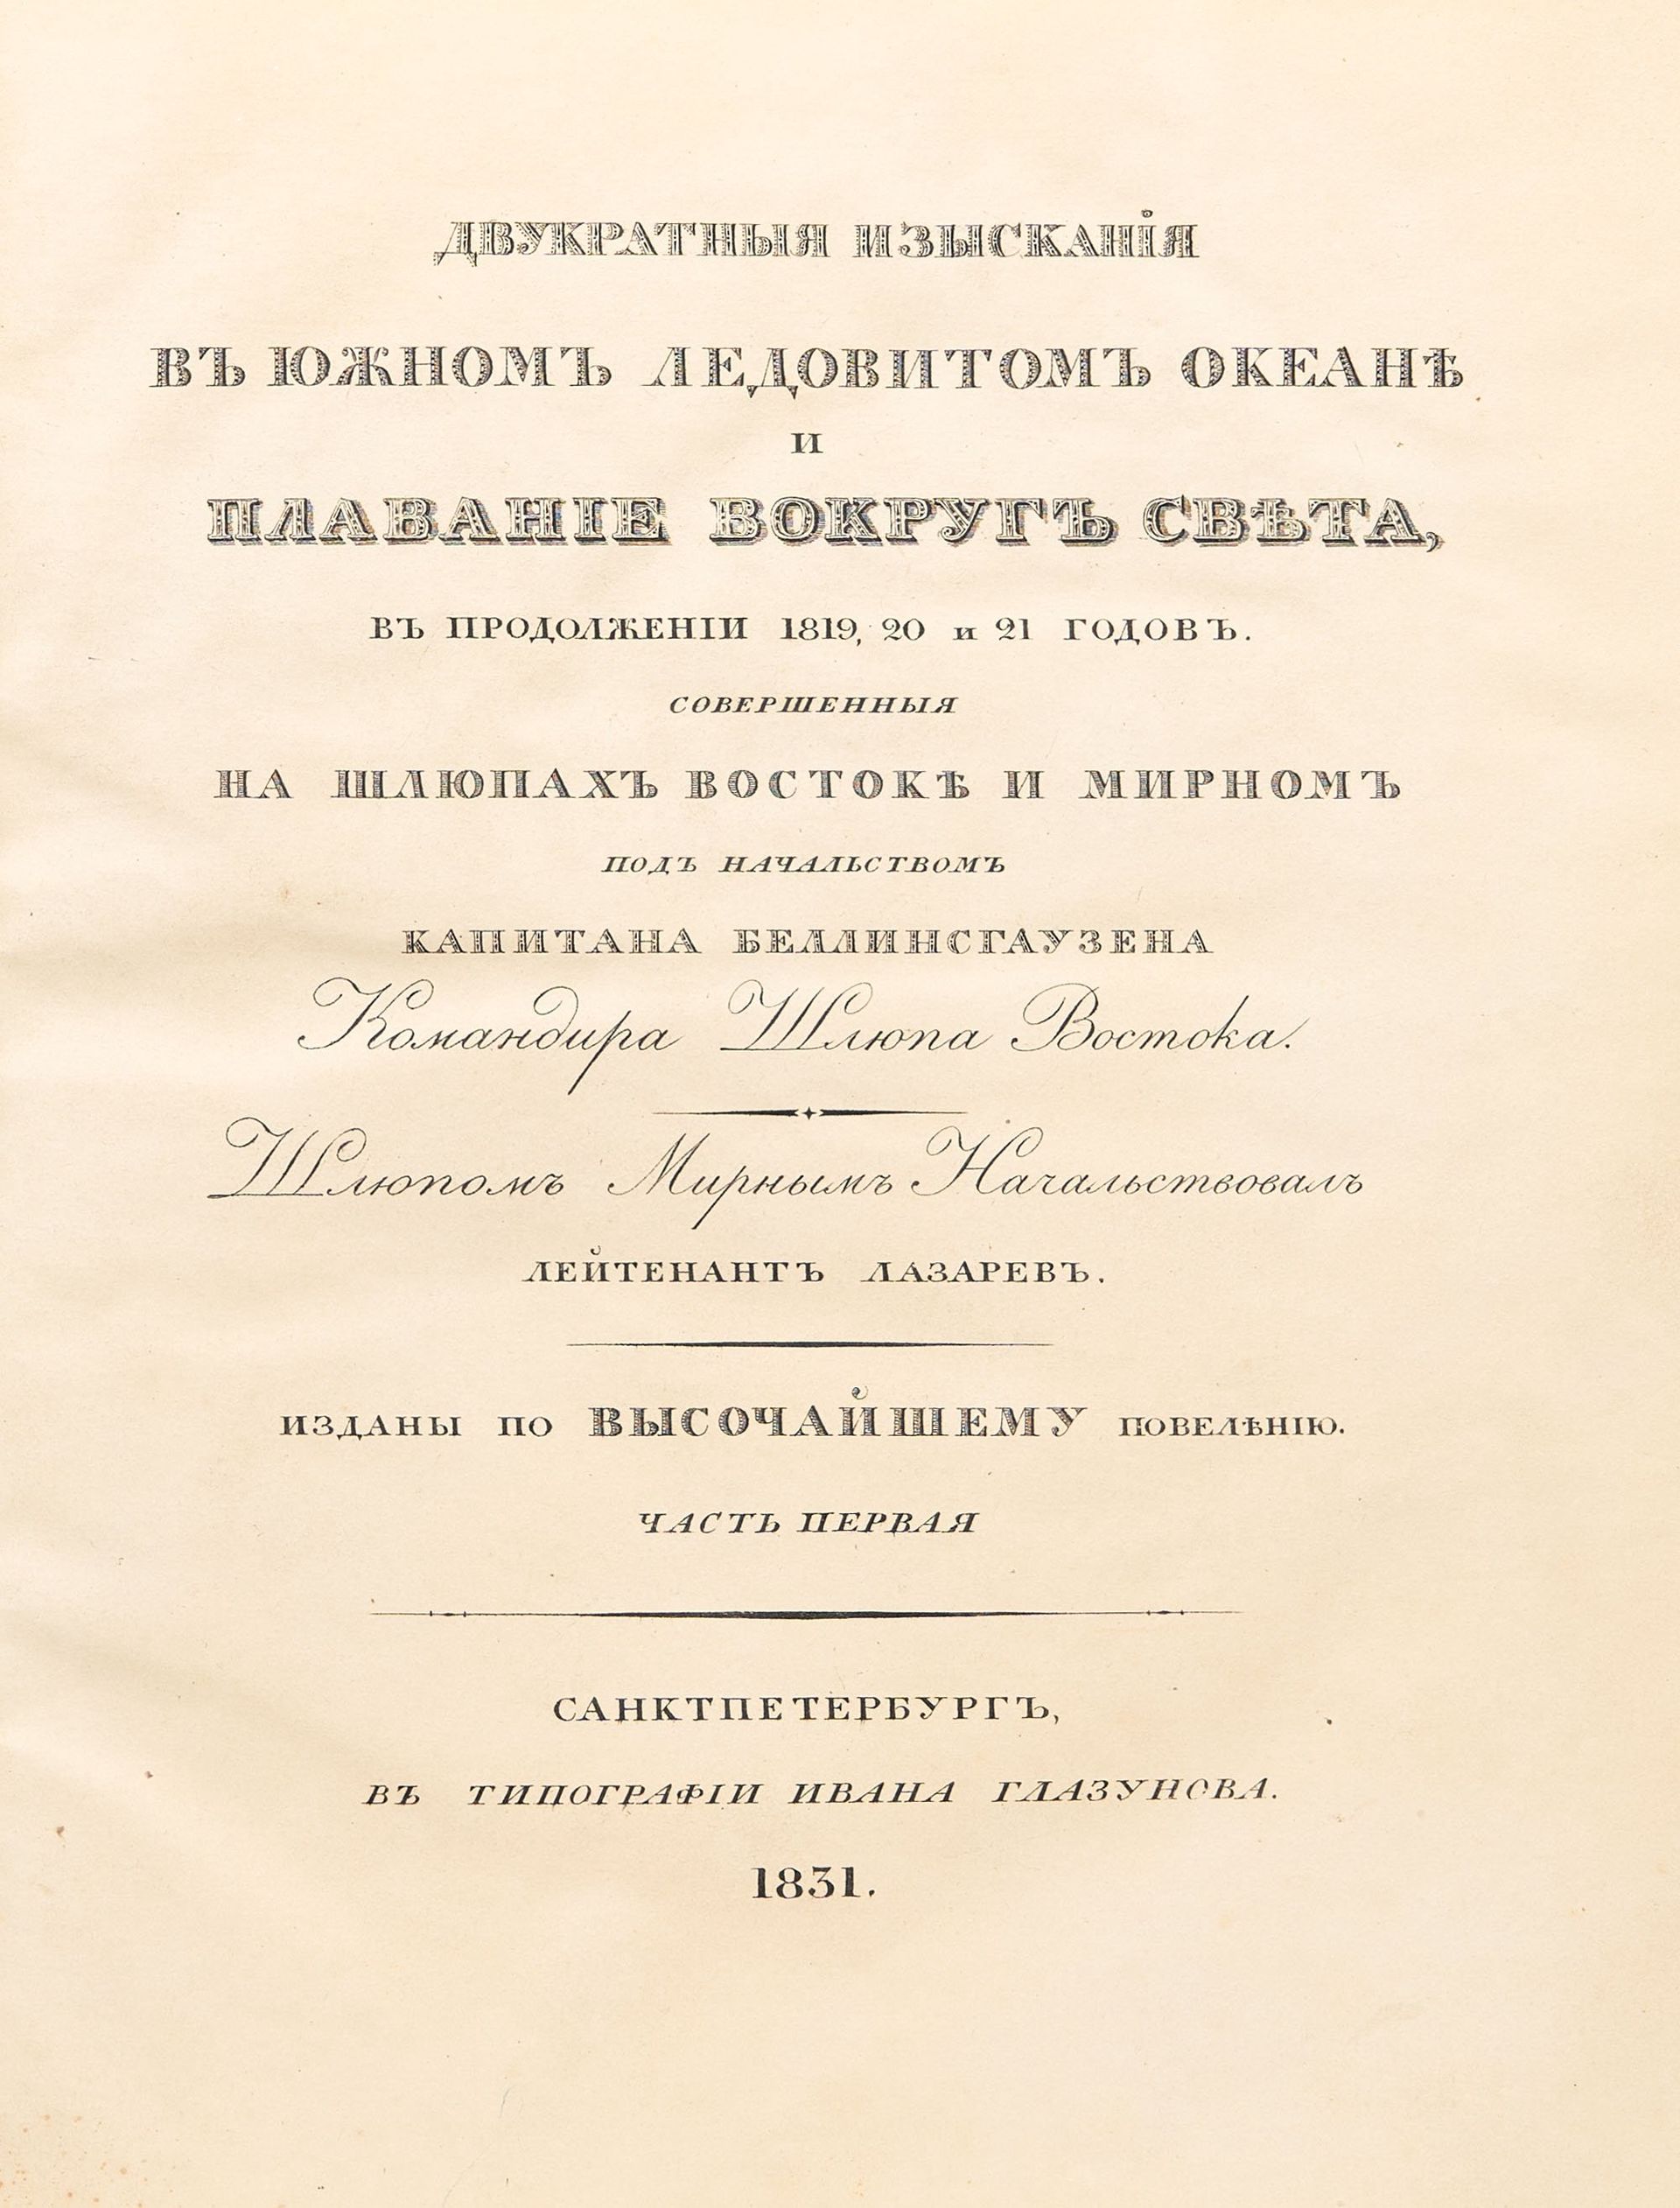 ДВУКРАТНЫЯ ИЗЫСКАНІЯ
ВЪ ЮЖНОМЪ ЛЕДОВИТОМЪ ОКЕАНѢ
И
ПЛАВАНІЕ ВОКРУГЪ СВѢТА,
ВЪ ПРОДОЛЖЕНІИ 1819, 20 и 21 ГОДОВЪ.
СОВЕРШЕННЫЯ
НА ШЛЮПАХЪ ВОСТОКѢ И МИРНОМЪ
ПОДЪ НАЧАЛЬСТВОМЪ
КАПИТАНА БЕЛЛИНСГАУЗЕНА
Командира Шлюпа Востока.
Шлюпомъ Мирнымъ Начальствовалъ
ЛЕЙТЕНАНТЪ ЛАЗАРЕВЪ.
ИЗДАНЫ ПО ВЫСОЧАЙШЕМУ ПОВЕЛѢНІЮ.
ЧАСТЬ ПЕРВАЯ
САНКТПЕТЕРБУРГЪ,
ВЪ ТИПОГРАФІИ ИВАНА ГЛАЗУНОВА.
1831.